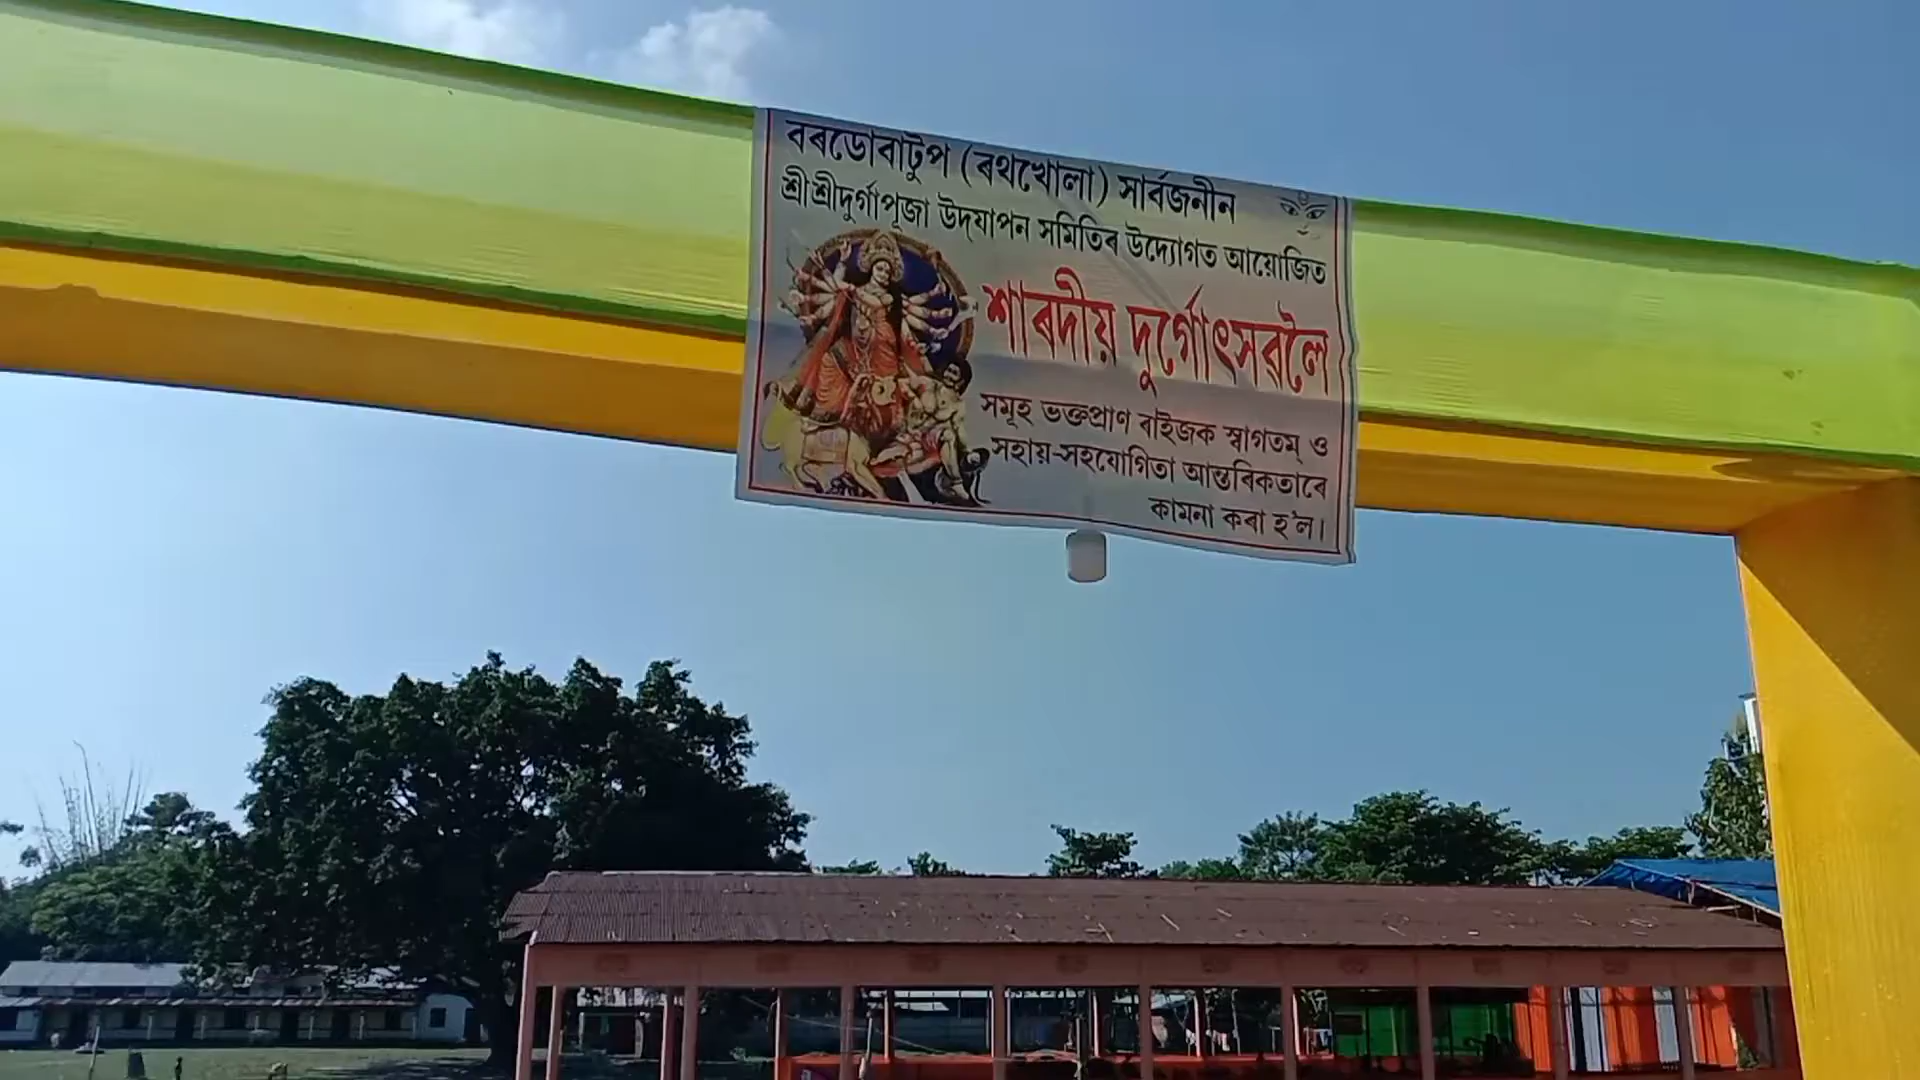 বৰডোবাটুপ (ৰথখোলা) সাৰ্বজনীন
শ্ৰীশ্ৰীদুৰ্গাপূজা উদ্‌যাপন সমিতিৰ উদ্যোগত আয়োজিত
শাৰদীয় দুৰ্গোৎসৱলৈ
সমূহ ভক্তপ্ৰাণ ৰাইজক স্বাগতম্ ও
সহায়-সহযোগিতা আন্তৰিকতাৰে
কামনা কৰা হ'ল।